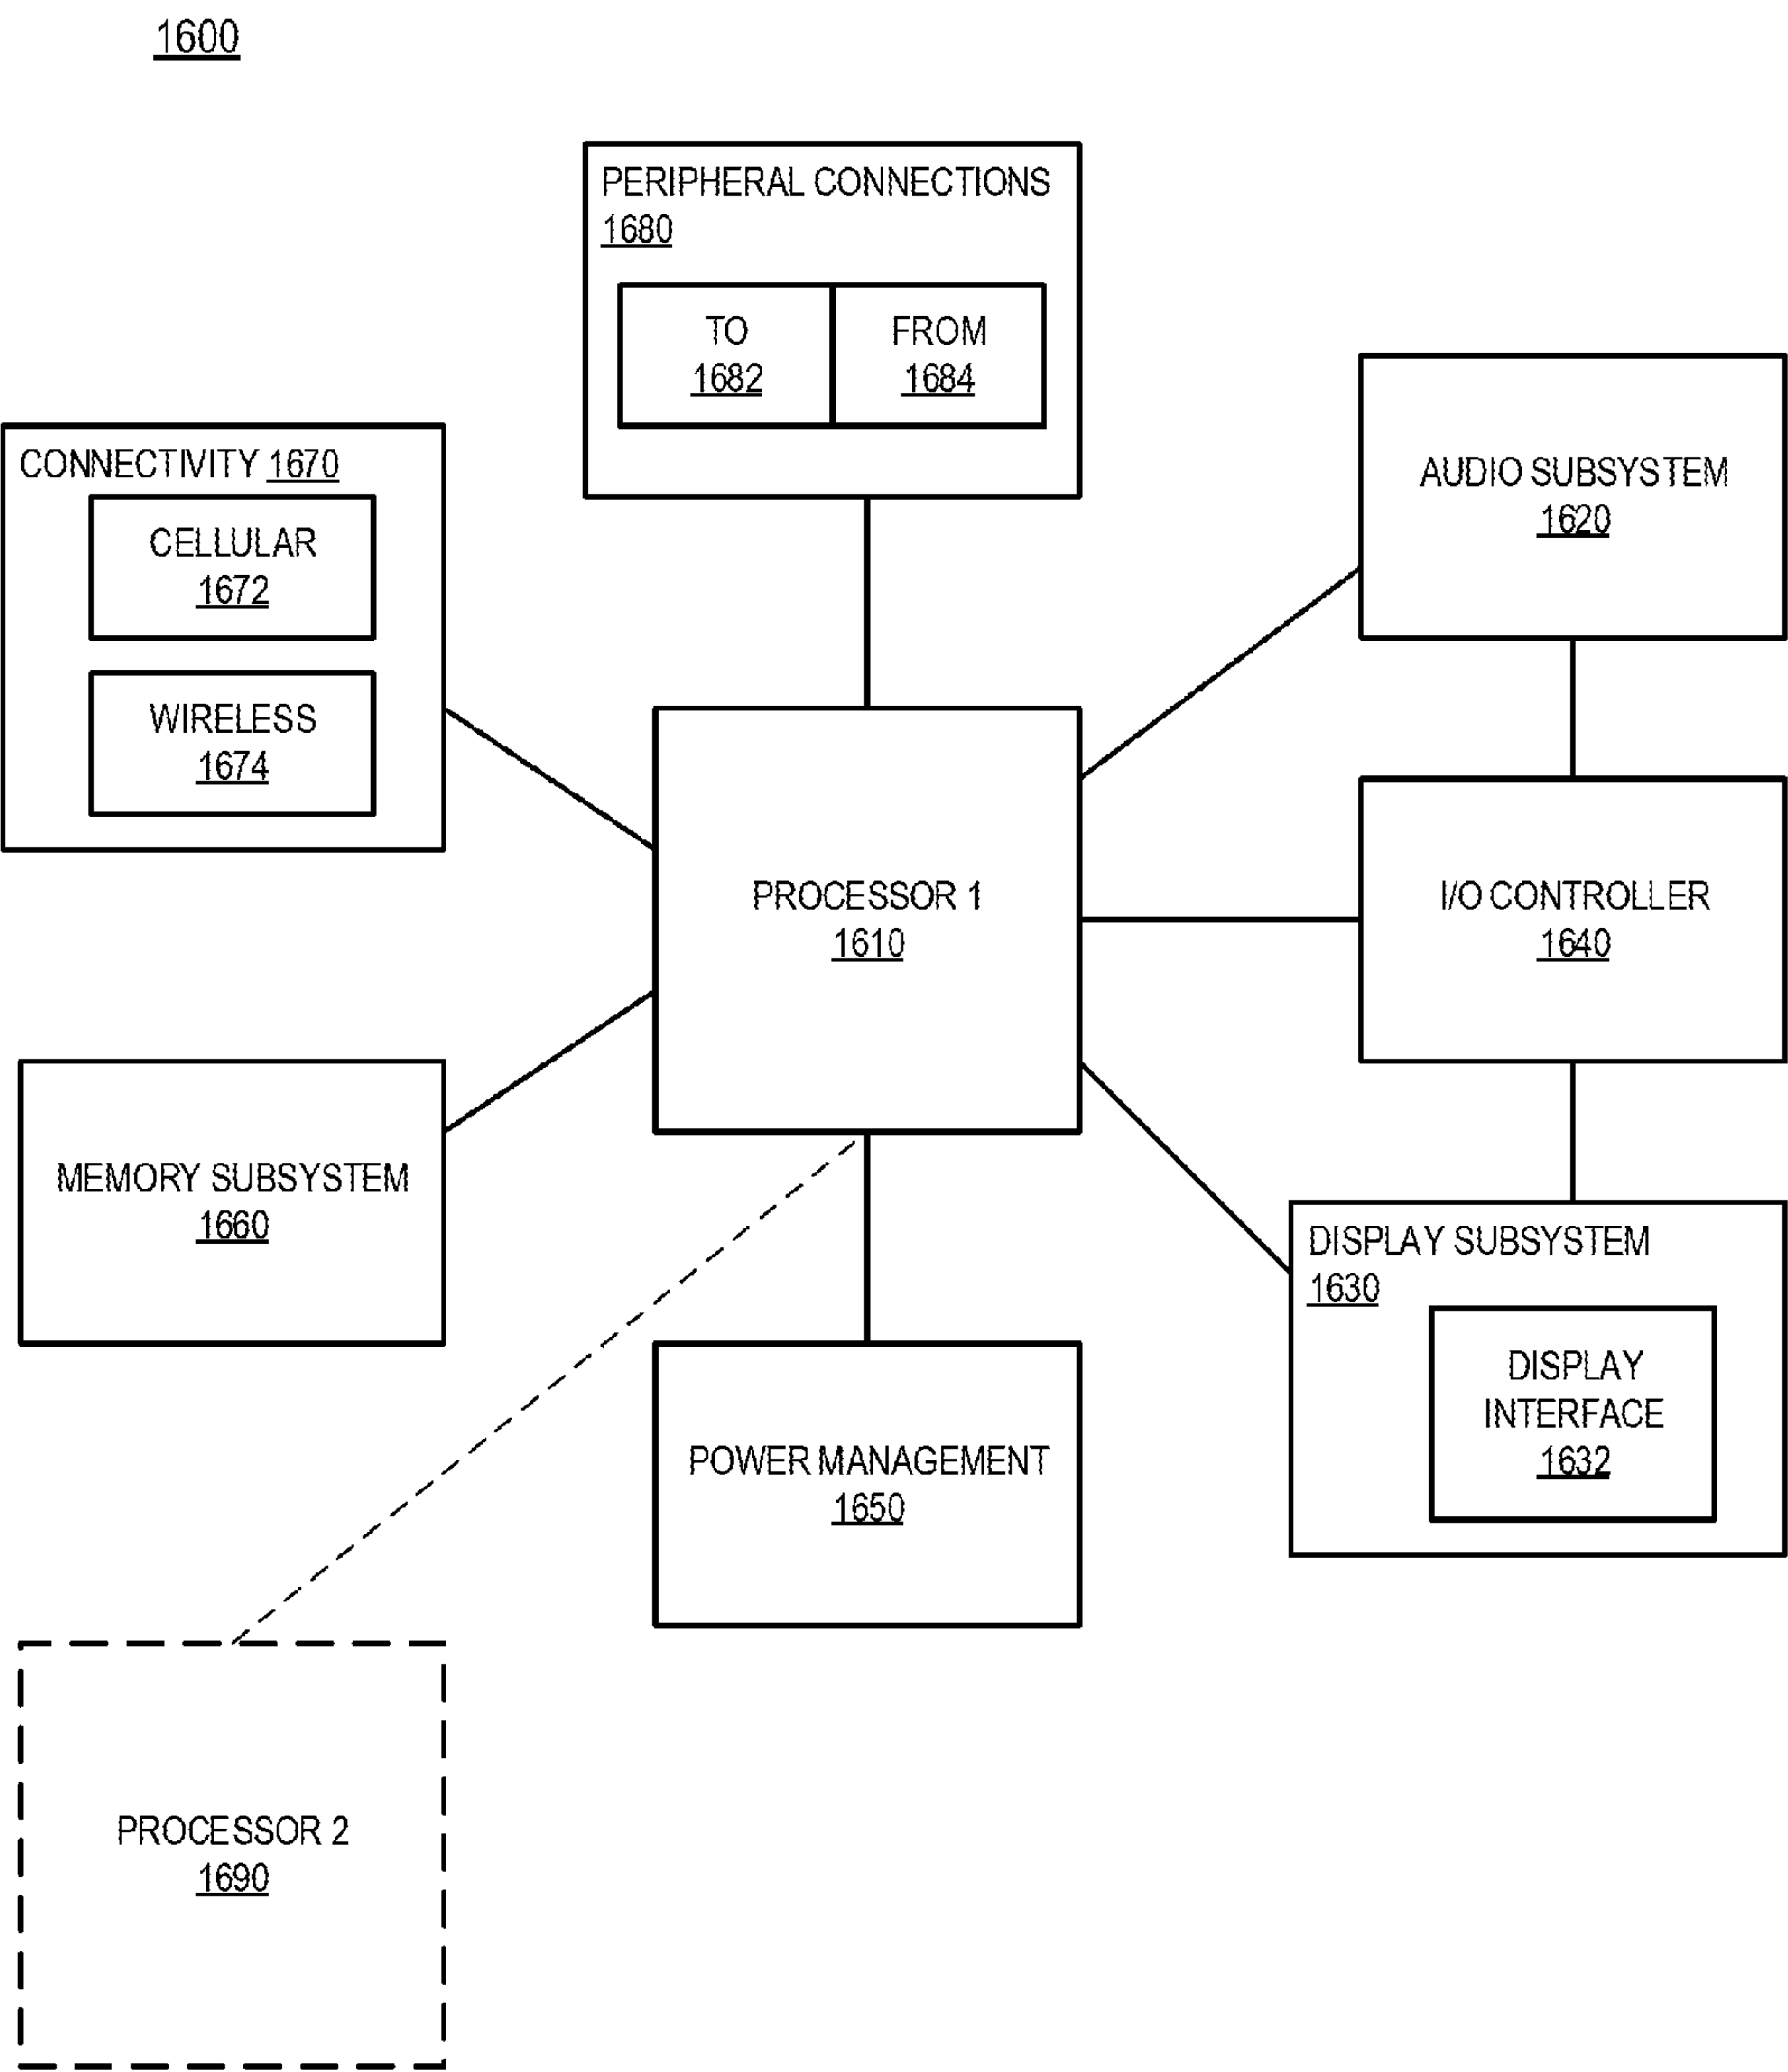 1600
PERIPHERAL CONNECTIONS
1680
TO
1682
FROM
1684
CONNECTIVITY 1670
CELLULAR
1672
WIRELESS
1674
AUDIO SUBSYSTEM
1620
PROCESSOR 1
1610
I/O CONTROLLER
1640
MEMORY SUBSYSTEM
1660
DISPLAY SUBSYSTEM
1630
DISPLAY
INTERFACE
1632
POWER MANAGEMENT
1650
PROCESSOR 2
1690